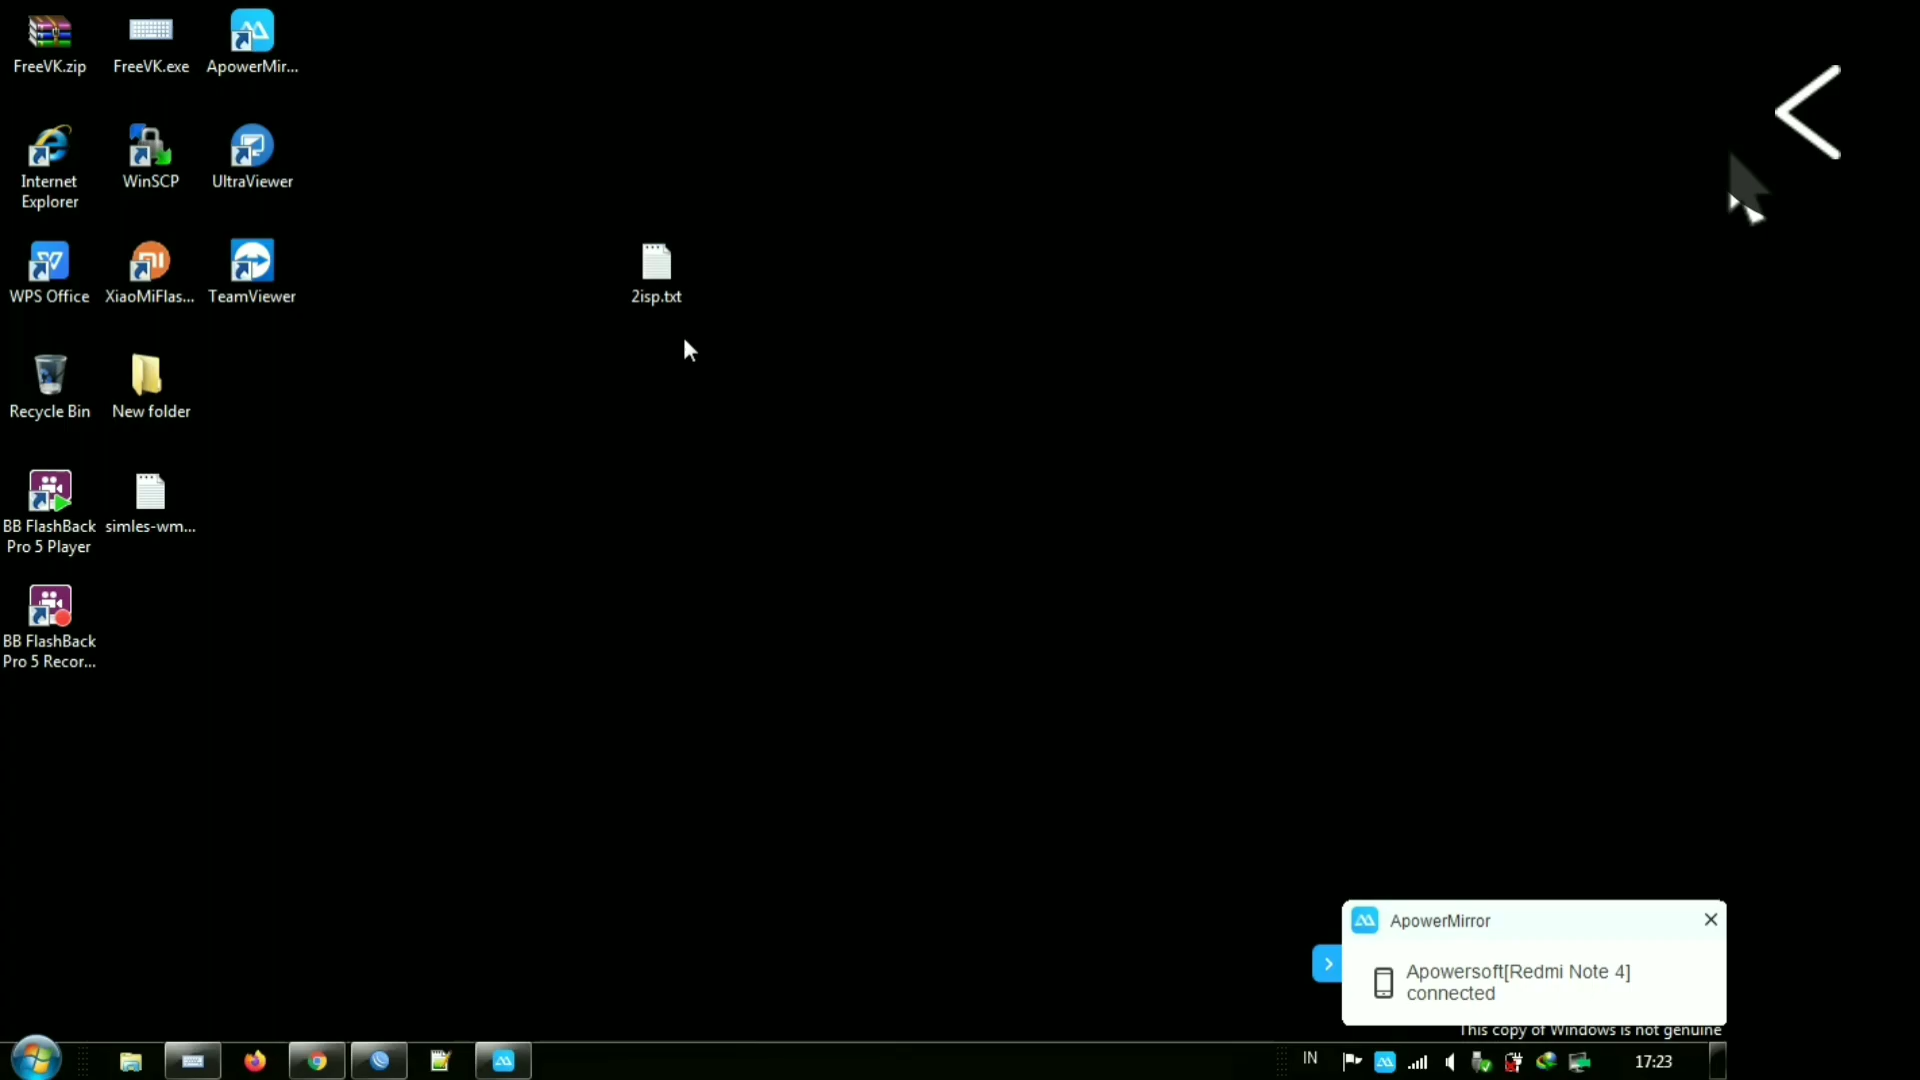 FreeVK.zip
FreeVK.exe
ApowerMir...
Internet
Explorer
WinSCP
UltraViewer
WPS Office
XiaoMiFlas...
TeamViewer
2isp.txt
Recycle Bin
New folder
BB FlashBack
Pro 5 Player
simles-wm...
BB FlashBack
Pro 5 Recor...
ApowerMirror
Apowersoft[Redmi Note 4]
connected
This copy of Windows is not genuine
IN
17:23